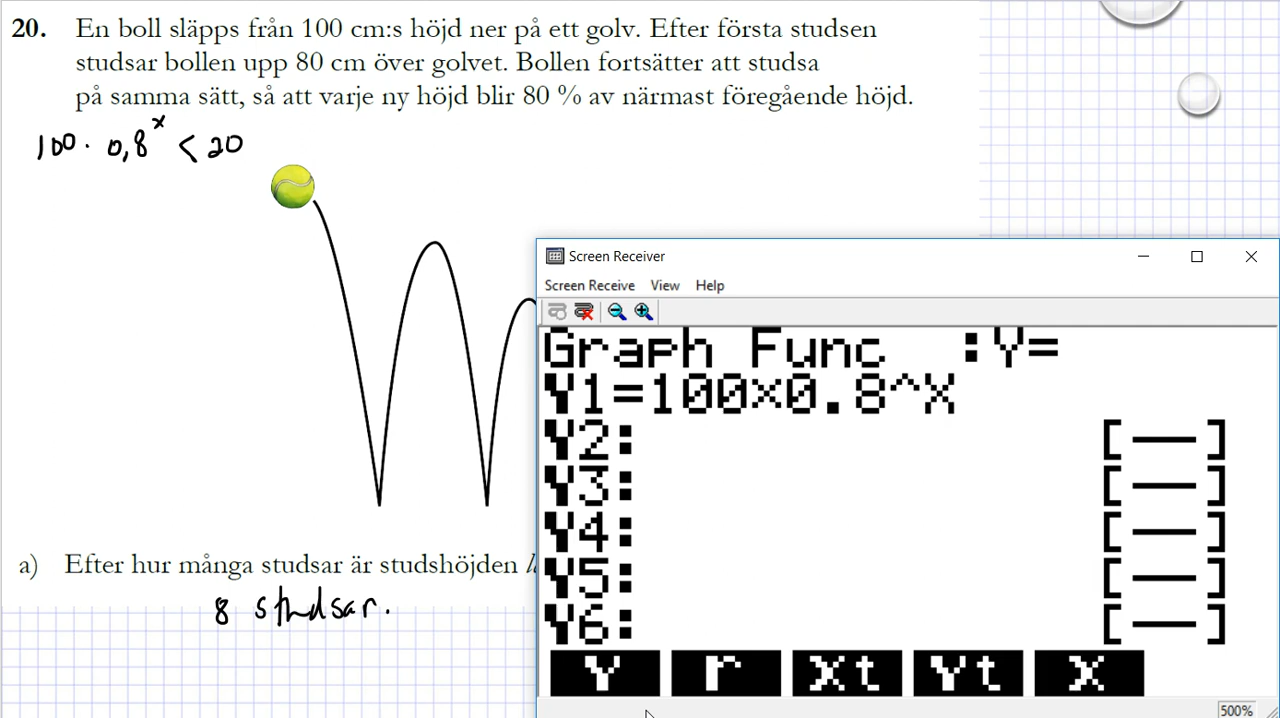 20. En boll släpps från 100 cm:s höjd ner på ett golv. Efter första studsen
studsar bollen upp 80 cm över golvet. Bollen fortsätter att studsa
på samma sätt, så att varje ny höjd blir 80 % av närmast föregående höjd.
100 · 0,8^x < 20
Screen Receiver
Screen Receive View Help
Graph Func :Y=
Y1=100×0.8^X
Y2: [—]
Y3: [—]
Y4: [—]
Y5: [—]
Y6: [—]
Y r Xt Yt X
500%
a) Efter hur många studsar är studshöjden
8 studsar.